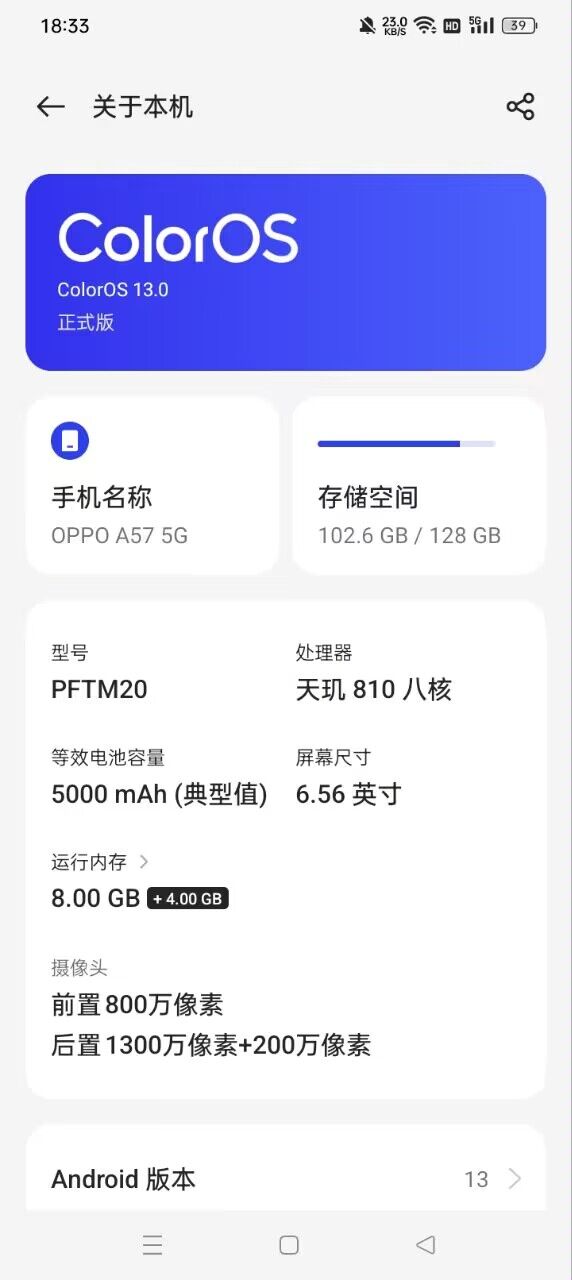 18:33
23.0 KB/S HD 5G 39
关于本机
ColorOS
ColorOS 13.0
正式版
手机名称
OPPO A57 5G
存储空间
102.6 GB / 128 GB
型号
PFTM20
处理器
天玑 810 八核
等效电池容量
5000 mAh (典型值)
屏幕尺寸
6.56 英寸
运行内存
8.00 GB + 4.00 GB
摄像头
前置800万像素
后置1300万像素+200万像素
Android 版本
13